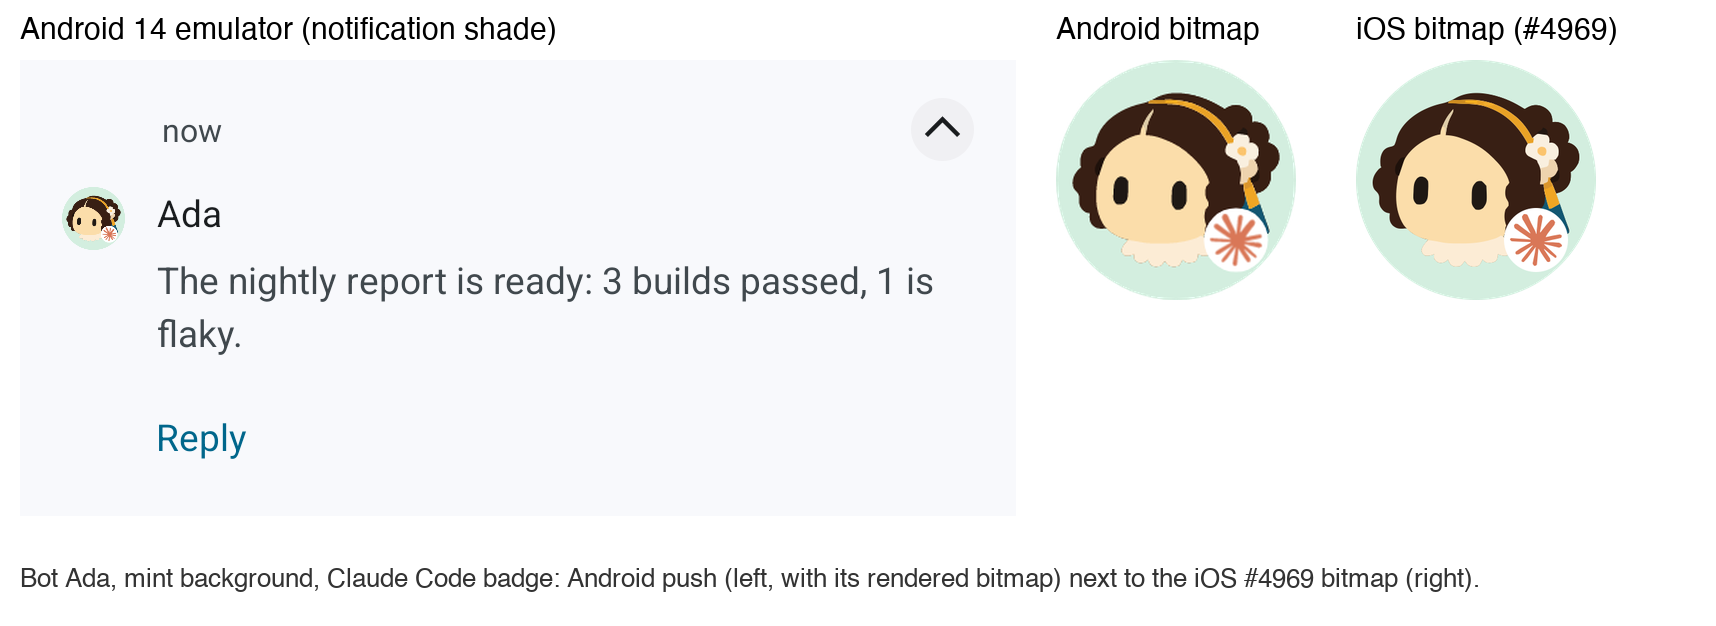 Android 14 emulator (notification shade)
Android bitmap
iOS bitmap (#4969)
now
Ada
The nightly report is ready: 3 builds passed, 1 is
flaky.
Reply
Bot Ada, mint background, Claude Code badge: Android push (left, with its rendered bitmap) next to the iOS #4969 bitmap (right).